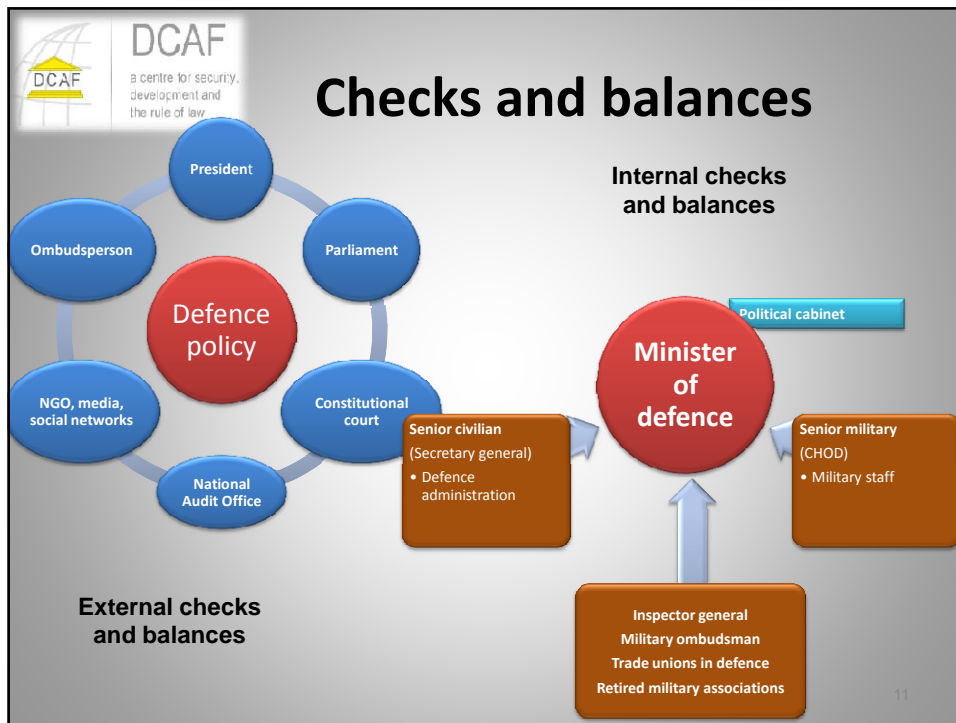 DCAF
DCAF
a centre for security,
development and
the rule of law
Checks and balances
President
Ombudsperson
Parliament
Defence
policy
NGO, media,
social networks
Constitutional
court
National
Audit Office
External checks
and balances
Internal checks
and balances
Political cabinet
Minister
of
defence
Senior civilian
(Secretary general)
• Defence
administration
Senior military
(CHOD)
• Military staff
Inspector general
Military ombudsman
Trade unions in defence
Retired military associations
11